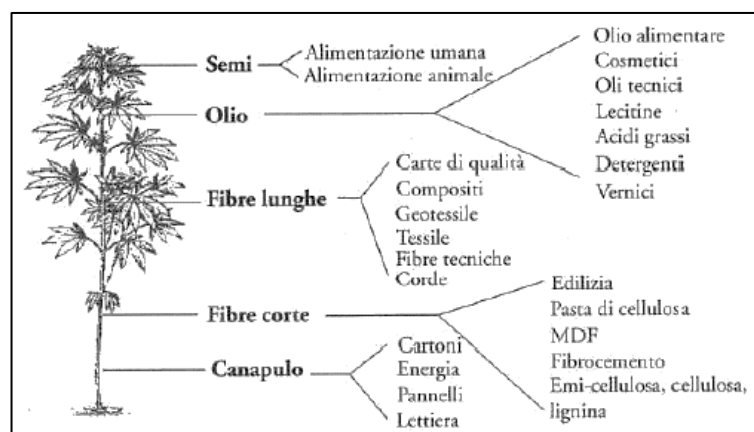 Semi
Alimentazione umana
Alimentazione animale
Olio
Olio alimentare
Cosmetici
Oli tecnici
Lecitine
Acidi grassi
Detergenti
Vernici
Fibre lunghe
Carte di qualità
Compositi
Geotessile
Tessile
Fibre tecniche
Corde
Fibre corte
Edilizia
Pasta di cellulosa
MDF
Fibrocemento
Emi-cellulosa, cellulosa,
lignina
Canapulo
Cartoni
Energia
Pannelli
Lettiera